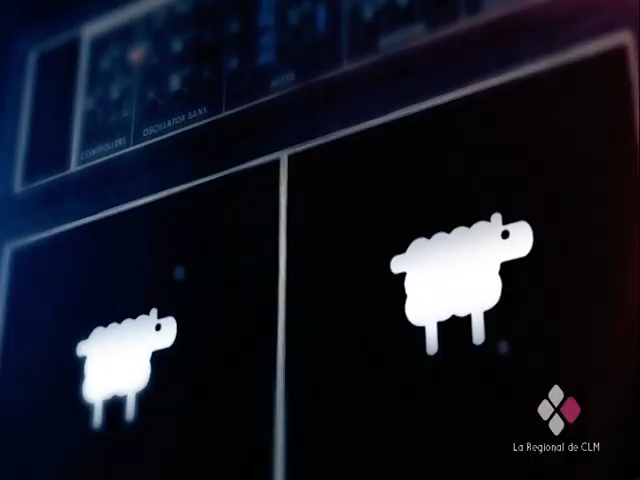 CONTROLLERS
OSCILLATOR BANK
MIXER
La Regional de CLM